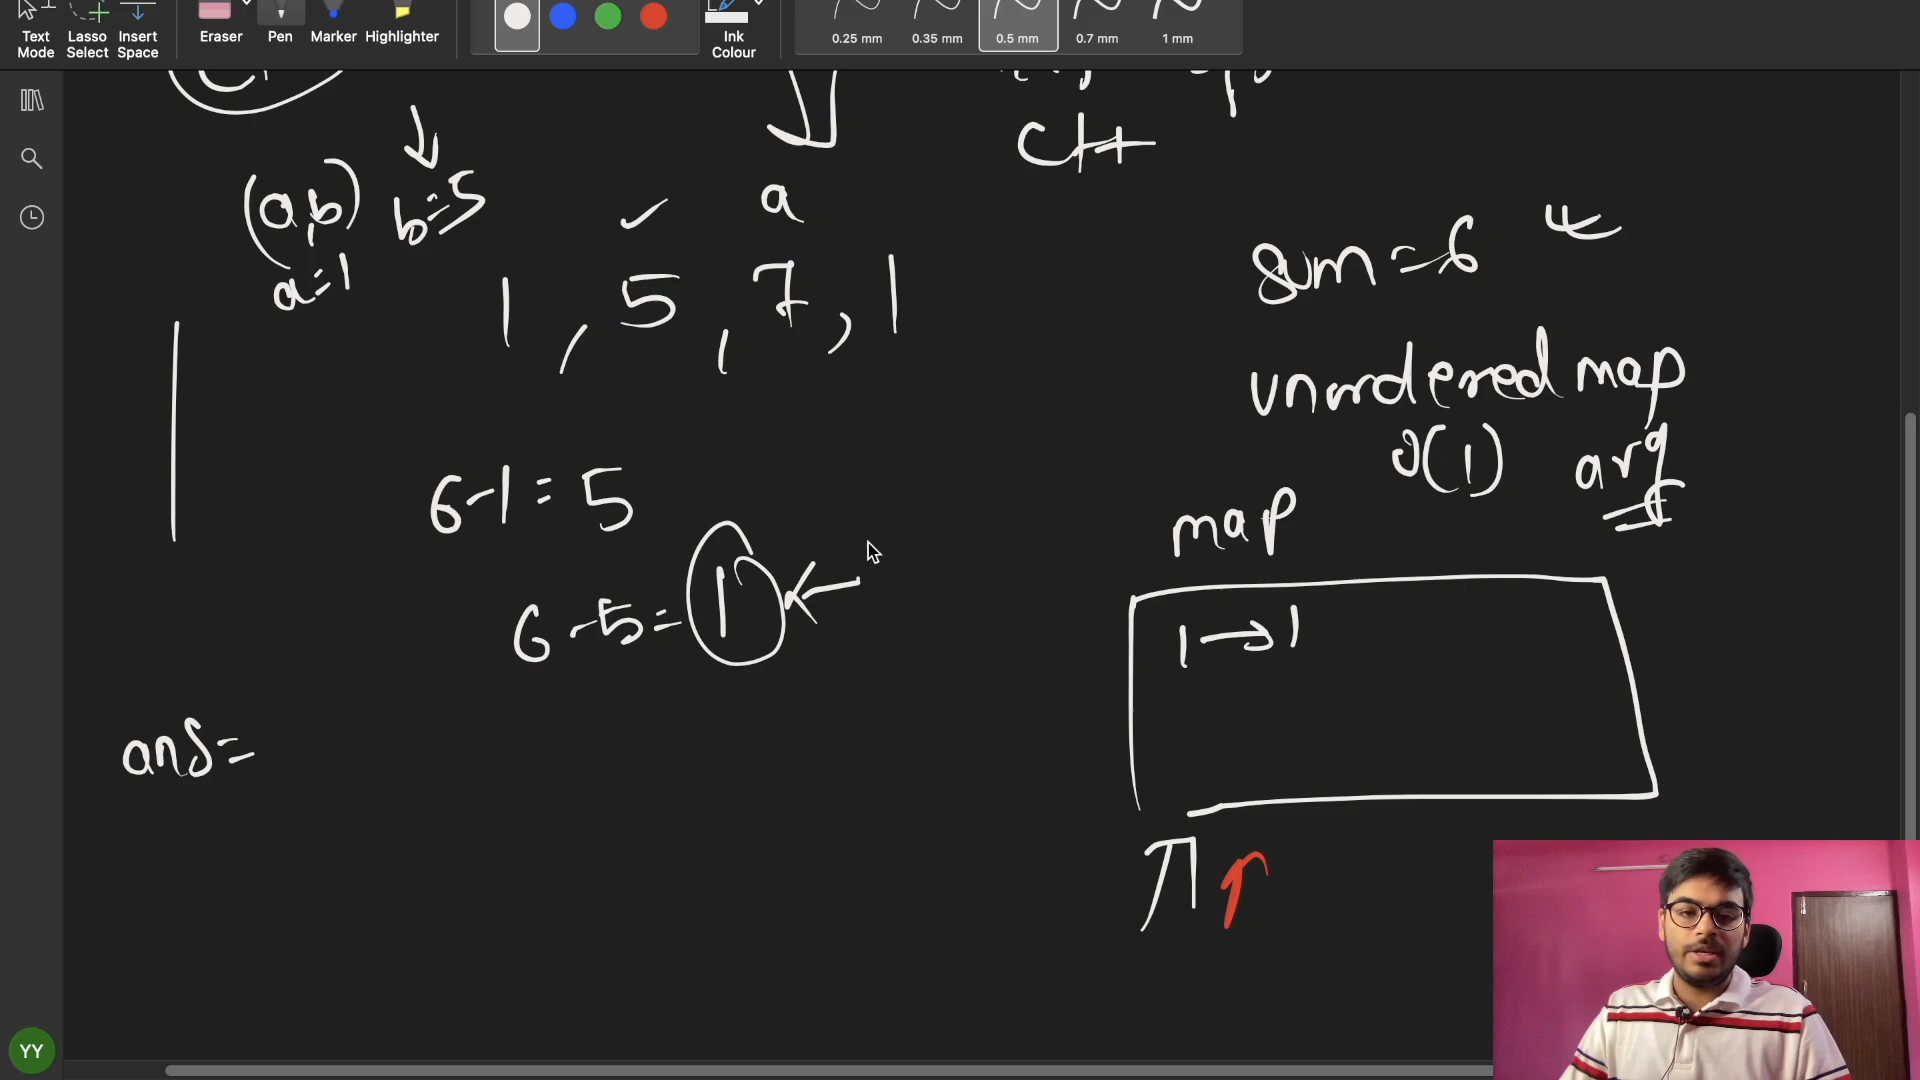 Text Mode
Lasso Select
Insert Space
Eraser
Pen
Marker
Highlighter
Ink Colour
0.25 mm
0.35 mm
0.5 mm
0.7 mm
1 mm
C++
(a,b)
b=5
a
a=1
sum=6
1, 5, 7, 1
unordered map
O(1)
6-1=5
map
6-5=1
1→1
ans=
YY